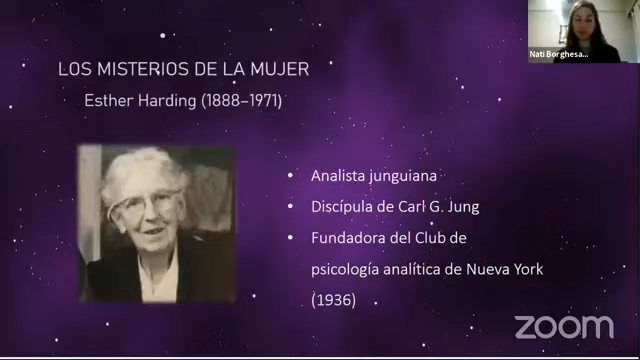 LOS MISTERIOS DE LA MUJER
Esther Harding (1888–1971)
• Analista junguiana
• Discípula de Carl G. Jung
• Fundadora del Club de
psicología analítica de Nueva York
(1936)
Nati Borghesa...
zoom